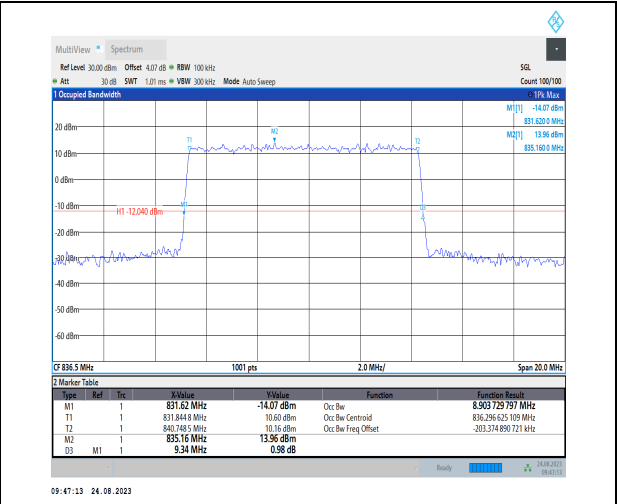 MultiView Spectrum
Ref Level 30.00 dBm Offset 4.07 dB RBW 100 kHz SGL
Att 30 dB SWT 1.01 ms VBW 300 kHz Mode Auto Sweep Count 100/100
1 Occupied Bandwidth 1Pk Max
M1[1] -14.07 dBm
831.620 0 MHz
M2[1] 13.96 dBm
835.160 0 MHz
20 dBm
M2
T1
T2
10 dBm
0 dBm
-10 dBm
M1
D3
H1 -12.040 dBm
-20 dBm
-30 dBm
-40 dBm
-50 dBm
-60 dBm
CF 836.5 MHz 1001 pts 2.0 MHz/ Span 20.0 MHz
2 Marker Table
Type Ref Trc X-Value Y-Value Function Function Result
M1 1 831.62 MHz -14.07 dBm Occ Bw 8.903 729 797 MHz
T1 1 831.844 8 MHz 10.60 dBm Occ Bw Centroid 836.296 625 109 MHz
T2 1 840.748 5 MHz 10.16 dBm Occ Bw Freq Offset -203.374 890 721 kHz
M2 1 835.16 MHz 13.96 dBm
D3 M1 1 9.34 MHz 0.98 dB
Ready 24.08.2023
09:47:13
09:47:13 24.08.2023